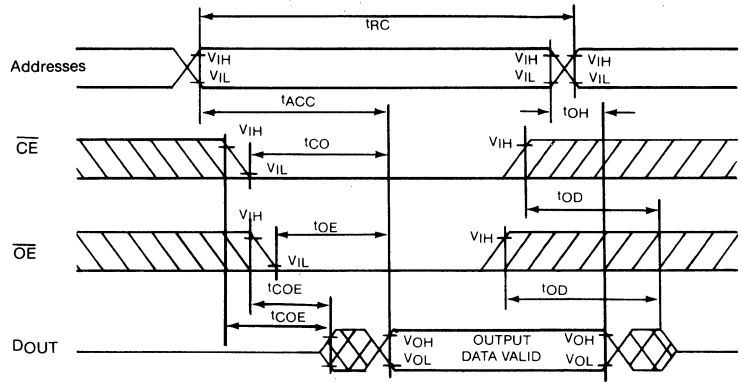 tRC
Addresses
VIH
VIL
VIH
VIL
VIH
VIL
tACC
tOH
CE
VIH
tCO
VIL
VIH
tOD
OE
VIH
tOE
VIL
VIH
tOD
tCOE
tCOE
DOUT
VOH
VOL
OUTPUT
DATA VALID
VOH
VOL